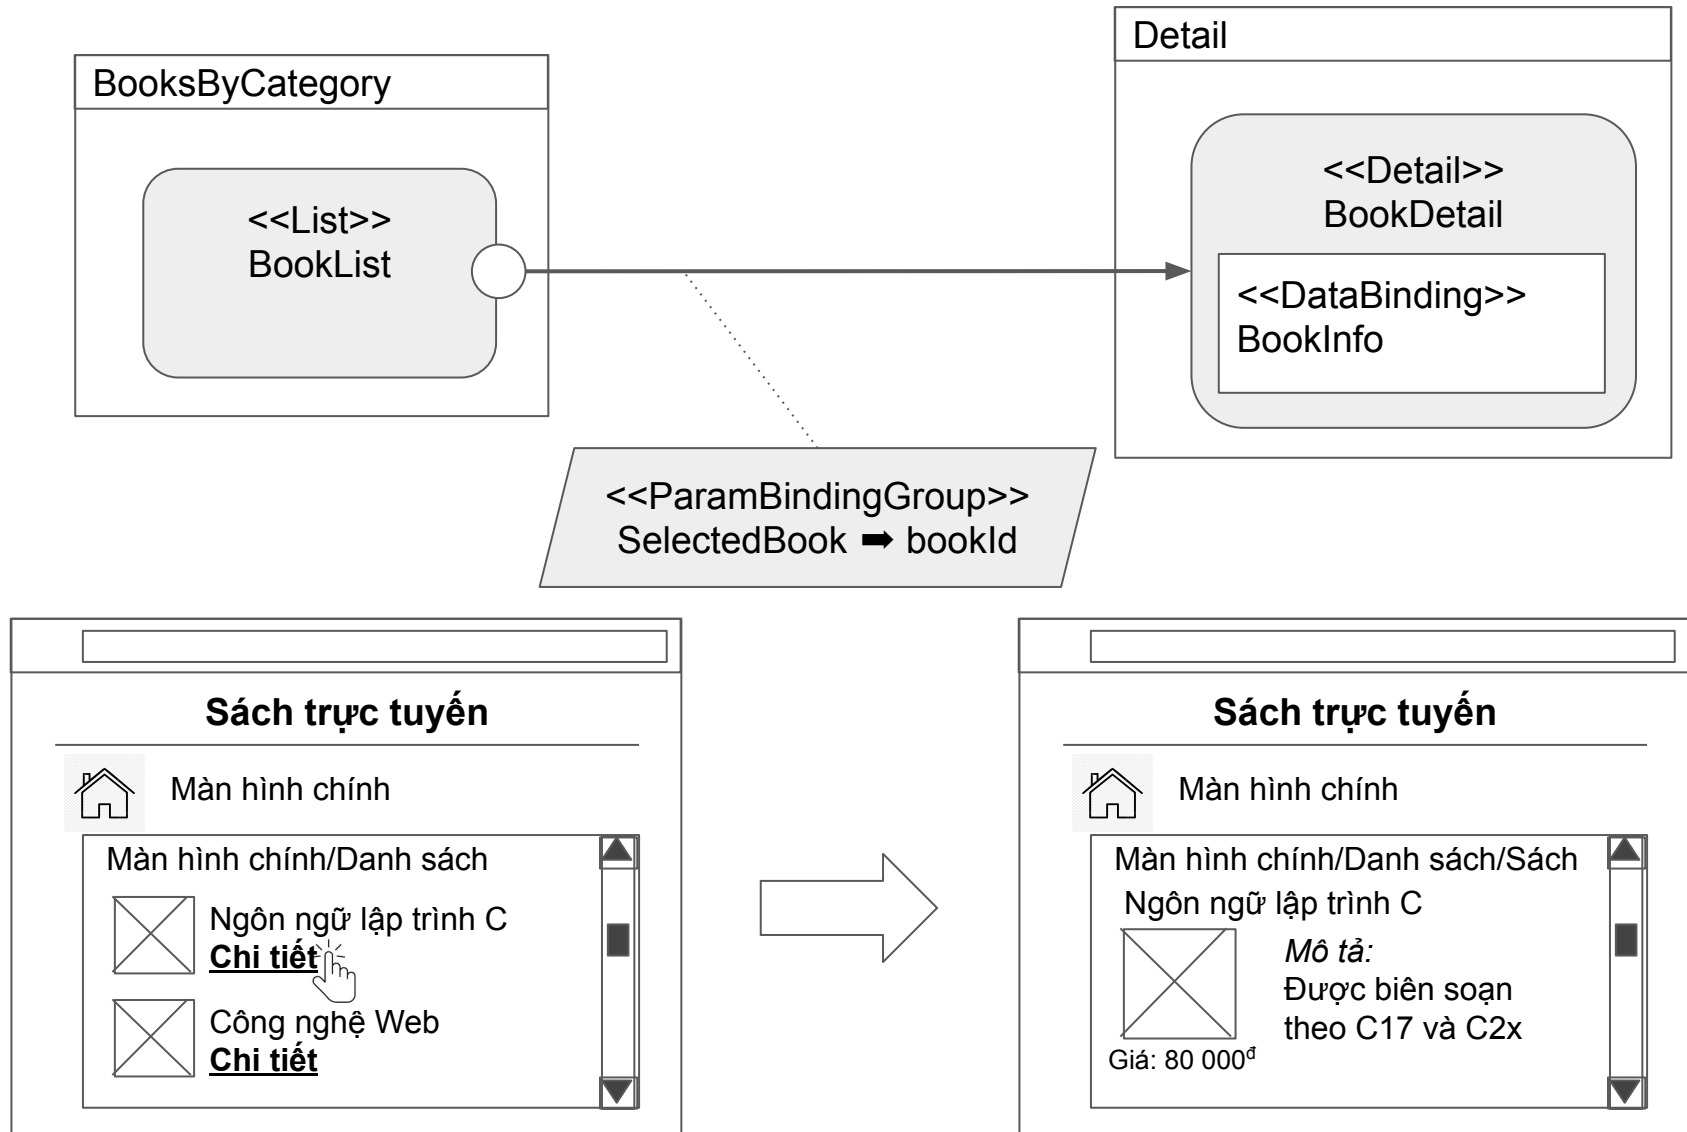 BooksByCategory
<<List>>
BookList
Detail
<<Detail>>
BookDetail
<<DataBinding>>
BookInfo
<<ParamBindingGroup>>
SelectedBook ➡ bookId
Sách trực tuyến
Màn hình chính
Màn hình chính/Danh sách
Ngôn ngữ lập trình C
Chi tiết
Công nghệ Web
Chi tiết
Sách trực tuyến
Màn hình chính
Màn hình chính/Danh sách/Sách
Ngôn ngữ lập trình C
Mô tả:
Được biên soạn
theo C17 và C2x
Giá: 80 000đ